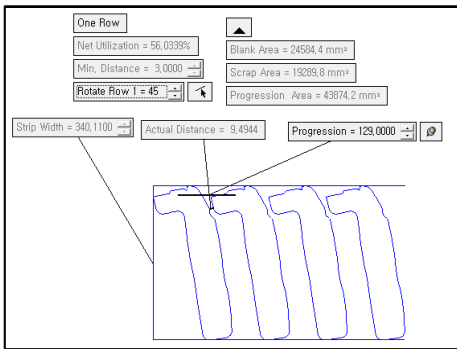 One Row
Net Utilization = 56,0339%
Min, Distance = 3,0000
Rotate Row 1 = 45
Blank Area = 24584,4 mm²
Scrap Area = 19289,8 mm²
Progression Area = 43874,2 mm²
Strip Width = 340,1100
Actual Distance = 9,4944
Progression = 129,0000